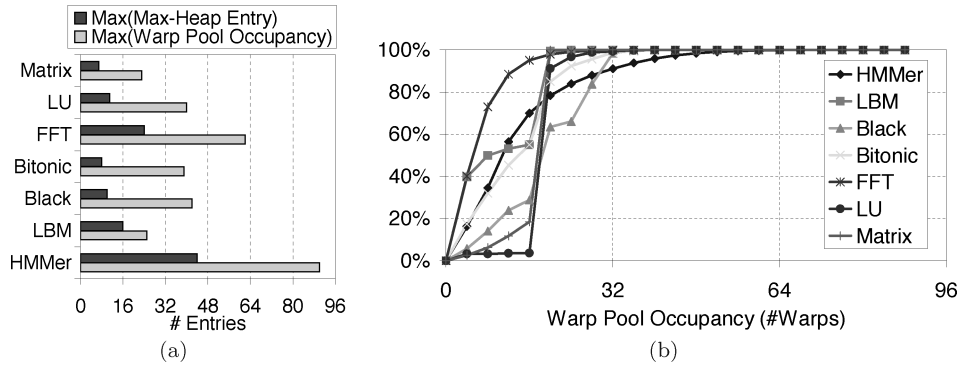 Max(Max-Heap Entry)
Max(Warp Pool Occupancy)
Matrix
LU
FFT
Bitonic
Black
LBM
HMMer
0 16 32 48 64 80 96
# Entries
(a)
100%
80%
60%
40%
20%
0%
HMMer
LBM
Black
Bitonic
FFT
LU
Matrix
0 32 64 96
Warp Pool Occupancy (#Warps)
(b)